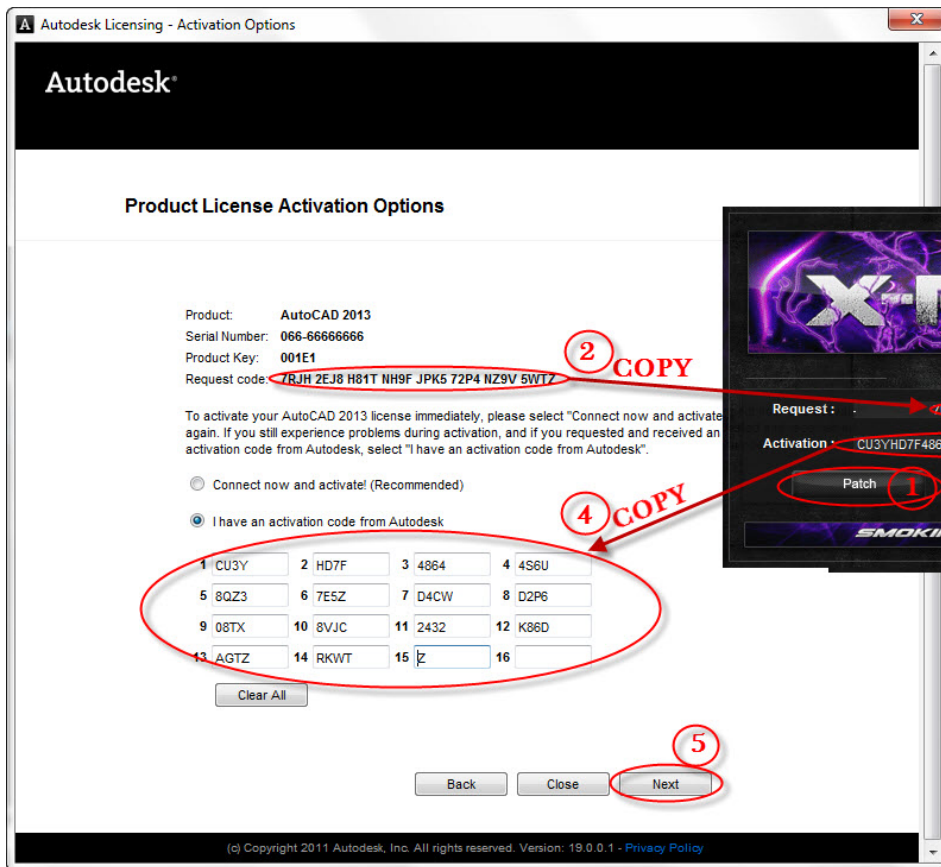 Autodesk Licensing - Activation Options
Autodesk
Product License Activation Options
Product: AutoCAD 2013
Serial Number: 066-66666666
Product Key: 001E1
Request code: 7RJH 2EJ8 H81T NH9F JPK5 72P4 NZ9V 5WTZ
2 COPY
To activate your AutoCAD 2013 license immediately, please select "Connect now and activate
again. If you still experience problems during activation, and if you requested and received an
activation code from Autodesk, select "I have an activation code from Autodesk".
Connect now and activate! (Recommended)
I have an activation code from Autodesk
4 COPY
1 CU3Y 2 HD7F 3 4864 4 4S6U
5 8QZ3 6 7E5Z 7 D4CW 8 D2P6
9 08TX 10 8VJC 11 2432 12 K86D
13 AGTZ 14 RKWT 15 Z 16
Clear All
5
Back Close Next
(c) Copyright 2011 Autodesk, Inc. All rights reserved. Version: 19.0.0.1 - Privacy Policy
Request :
Activation : CU3YHD7F486
Patch 1